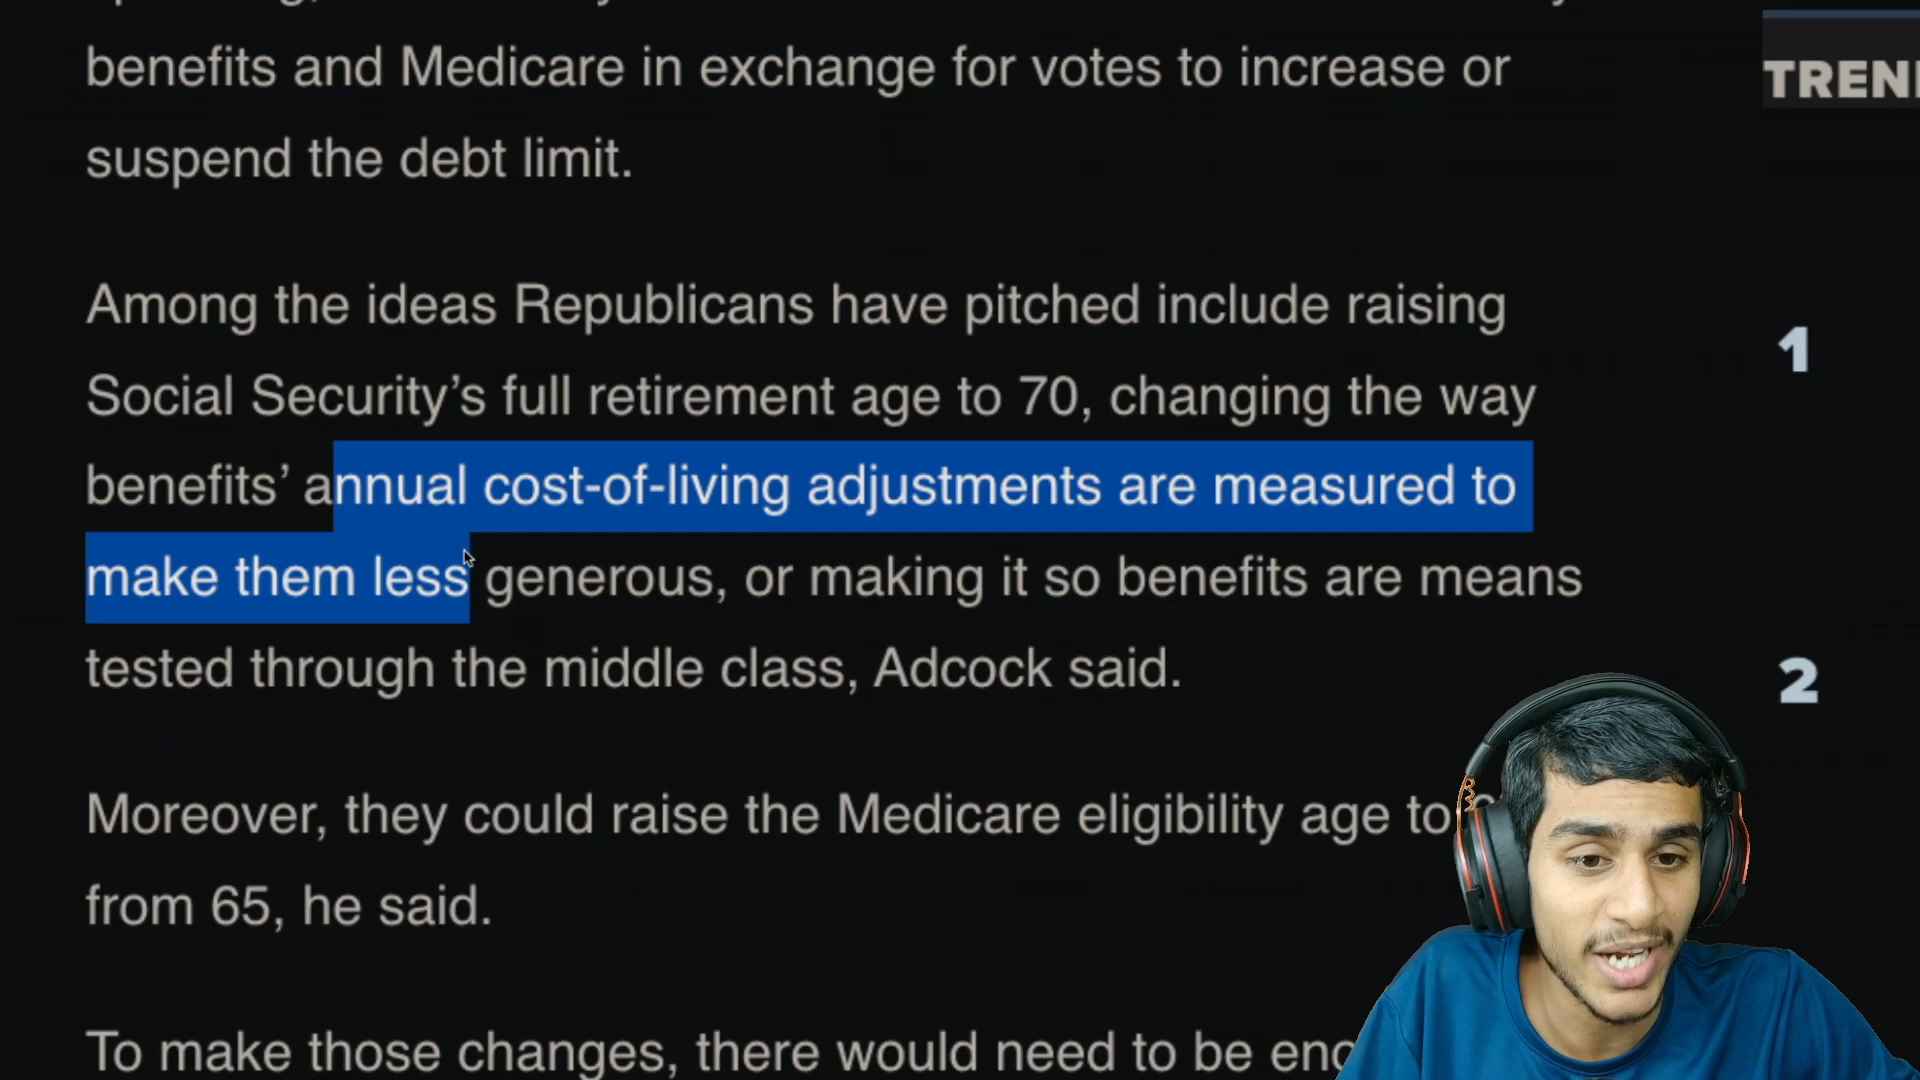 benefits and Medicare in exchange for votes to increase or
suspend the debt limit.
Among the ideas Republicans have pitched include raising
Social Security’s full retirement age to 70, changing the way
benefits’ annual cost-of-living adjustments are measured to
make them less generous, or making it so benefits are means
tested through the middle class, Adcock said.
Moreover, they could raise the Medicare eligibility age to
from 65, he said.
To make those changes, there would need to be
1
2